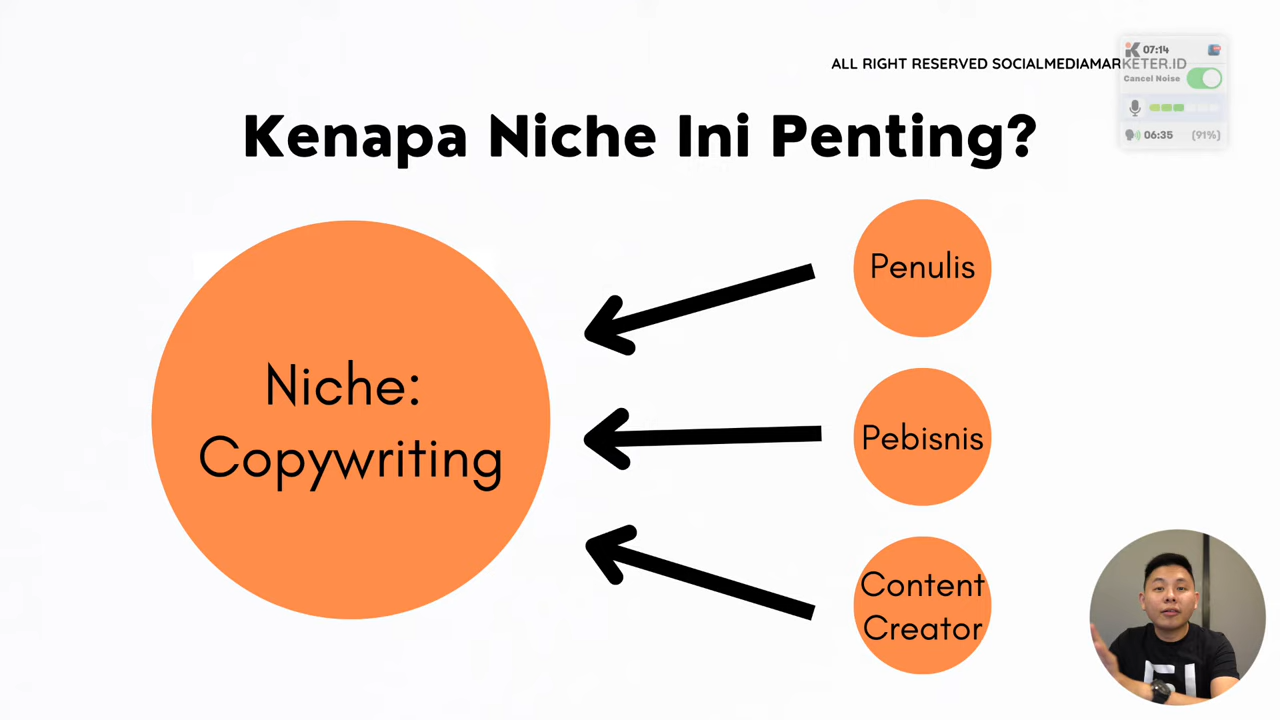 ALL RIGHT RESERVED SOCIALMEDIAMARKETER.ID
07:14
Cancel Noise
06:35 (91%)
Kenapa Niche Ini Penting?
Niche:
Copywriting
Penulis
Pebisnis
Content
Creator